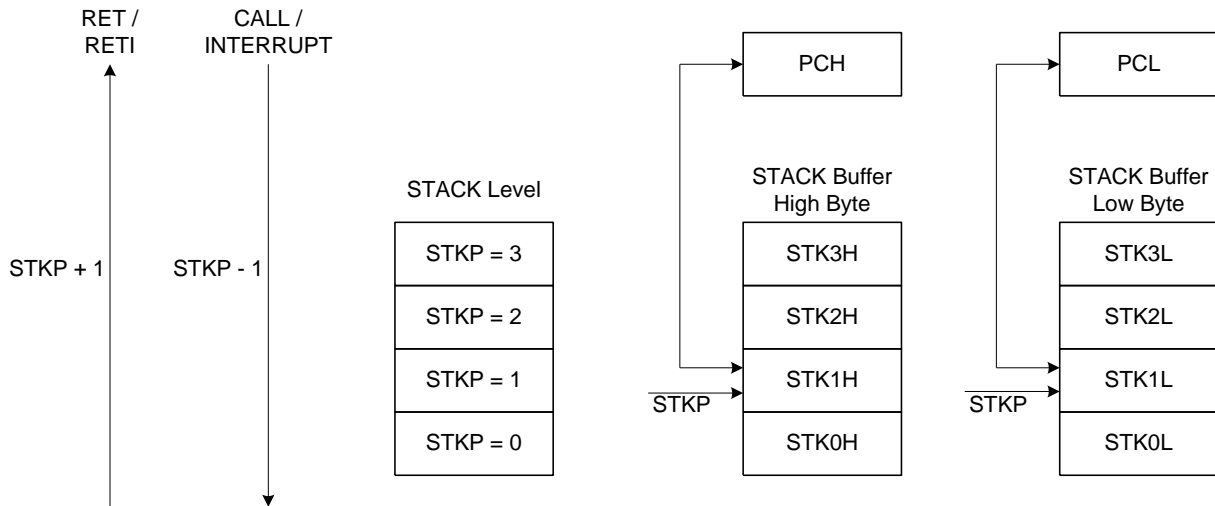 RET /
RETI
CALL /
INTERRUPT
STKP + 1
STKP - 1
STACK Level
STKP = 3
STKP = 2
STKP = 1
STKP = 0
PCH
STACK Buffer
High Byte
STK3H
STK2H
STK1H
STK0H
STKP
PCL
STACK Buffer
Low Byte
STK3L
STK2L
STK1L
STK0L
STKP